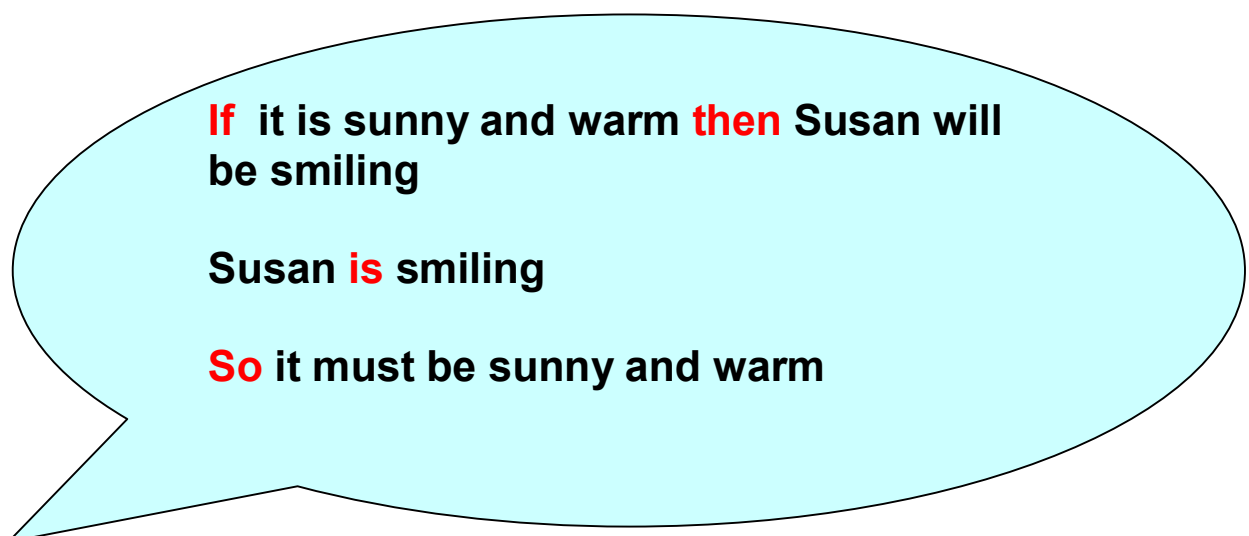 If it is sunny and warm then Susan will
be smiling
Susan is smiling
So it must be sunny and warm